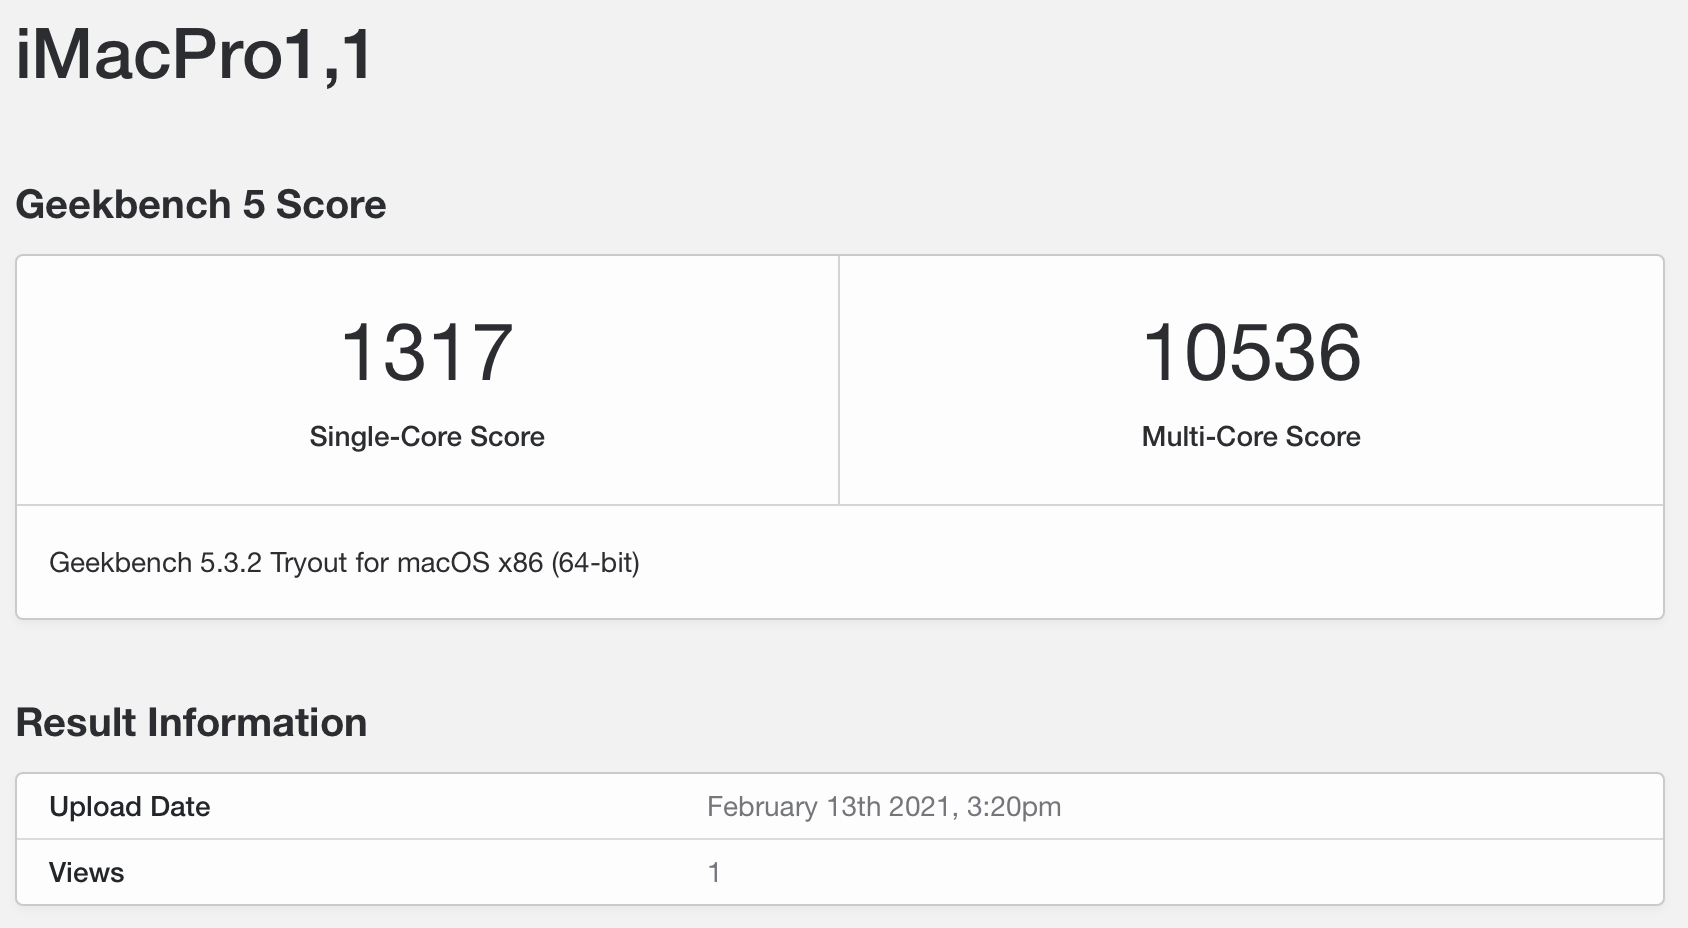 iMacPro1,1
Geekbench 5 Score
1317
Single-Core Score
10536
Multi-Core Score
Geekbench 5.3.2 Tryout for macOS x86 (64-bit)
Result Information
Upload Date February 13th 2021, 3:20pm
Views 1